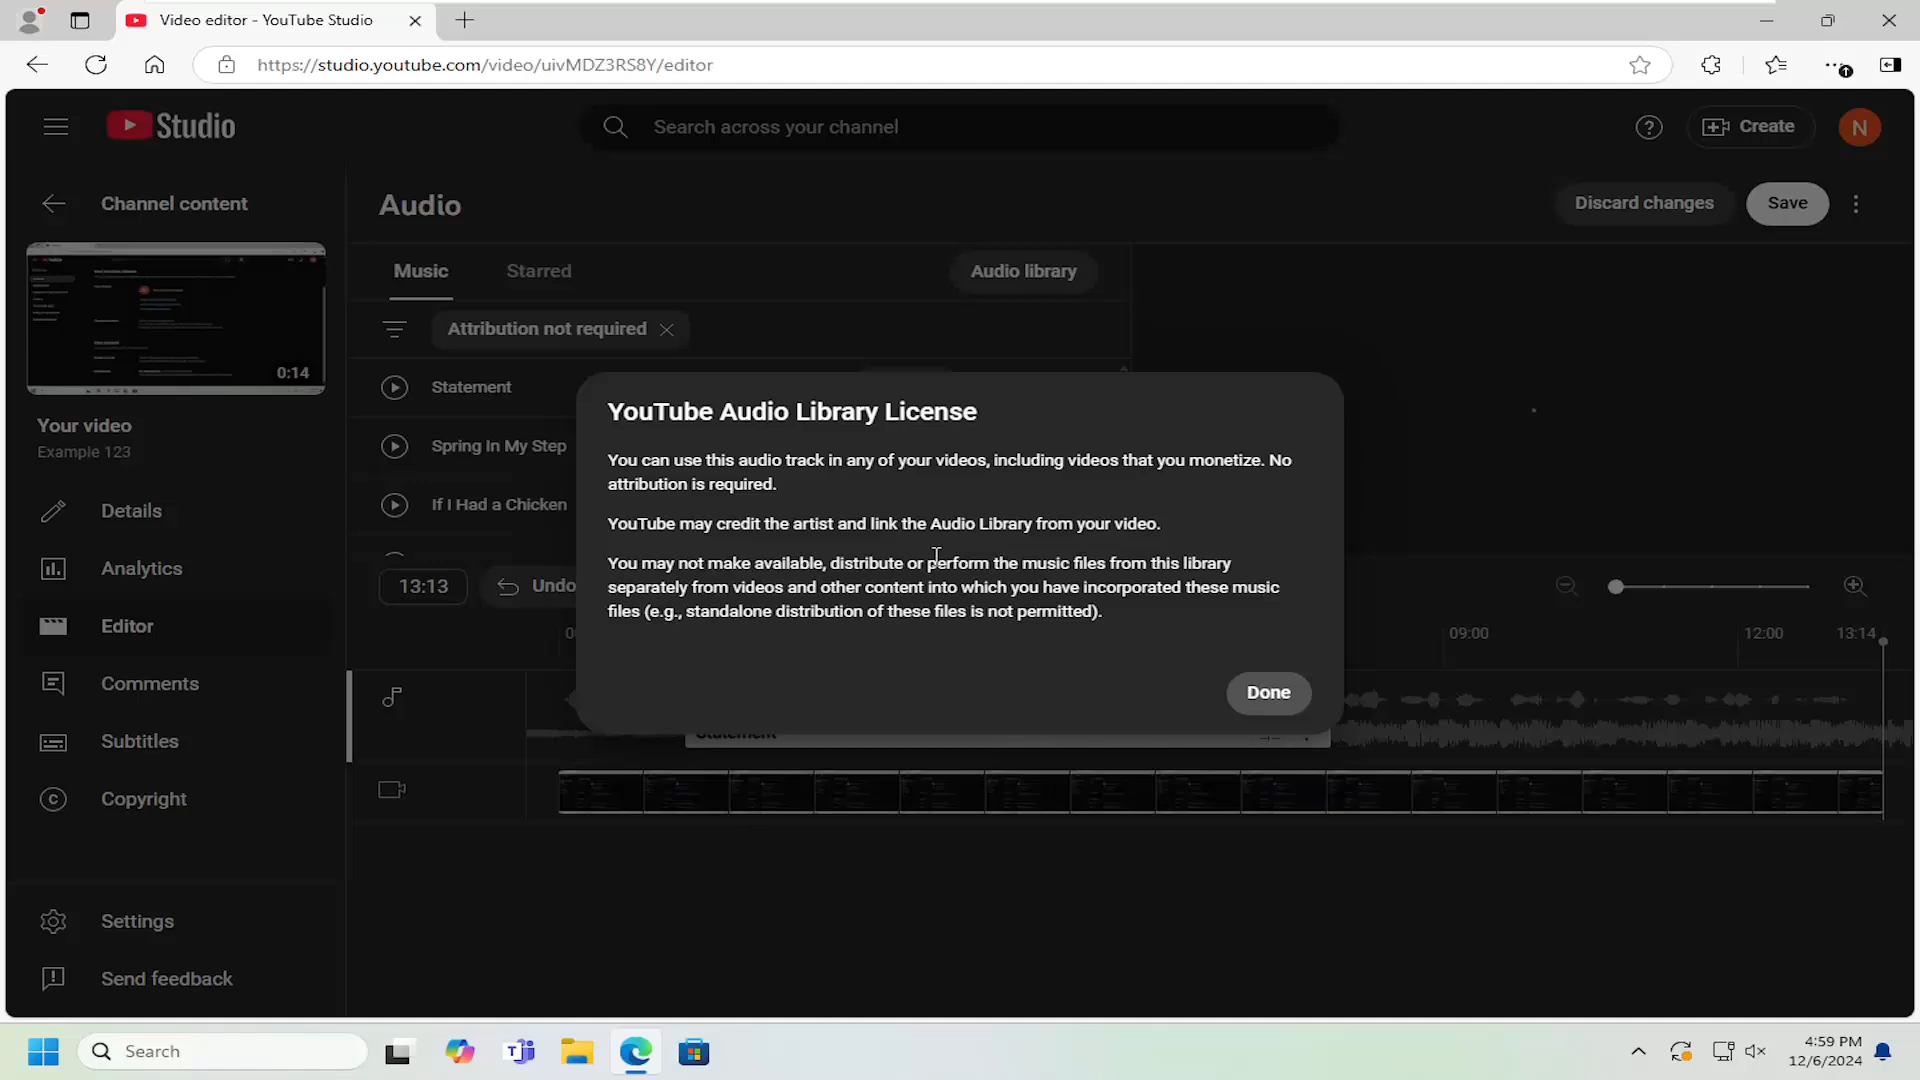 Video editor - YouTube Studio
https://studio.youtube.com/video/uivMDZ3RS8Y/editor
Studio
Search across your channel
?
Create
N
Channel content
Audio
Discard changes
Save
Music
Starred
Audio library
Attribution not required
0:14
Statement
YouTube Audio Library License
Your video
Example 123
Spring In My Step
You can use this audio track in any of your videos, including videos that you monetize. No
attribution is required.
If I Had a Chicken
YouTube may credit the artist and link the Audio Library from your video.
You may not make available, distribute or perform the music files from this library
separately from videos and other content into which you have incorporated these music
files (e.g., standalone distribution of these files is not permitted).
Details
Analytics
13:13
Undo
Editor
09:00
12:00
13:14
Comments
Done
Statement
Subtitles
Copyright
Settings
Send feedback
Search
4:59 PM
12/6/2024